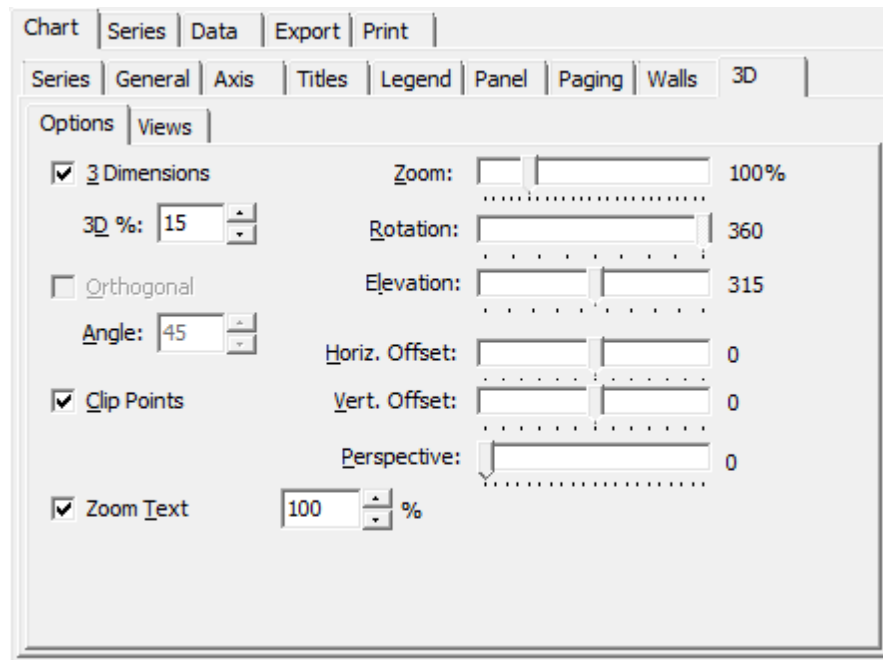 Chart Series Data Export Print
Series General Axis Titles Legend Panel Paging Walls 3D
Options Views
3 Dimensions Zoom: 100%
3D %: 15 Rotation: 360
Orthogonal Elevation: 315
Angle: 45 Horiz. Offset: 0
Clip Points Vert. Offset: 0
Perspective: 0
Zoom Text 100 %